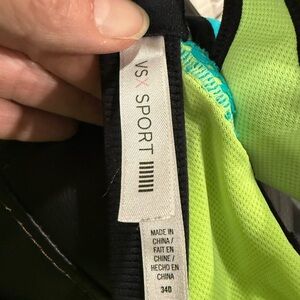 VSX SPORT
MADE IN
CHINA /
FAIT EN
CHINE /
HECHO EN
CHINA
34D